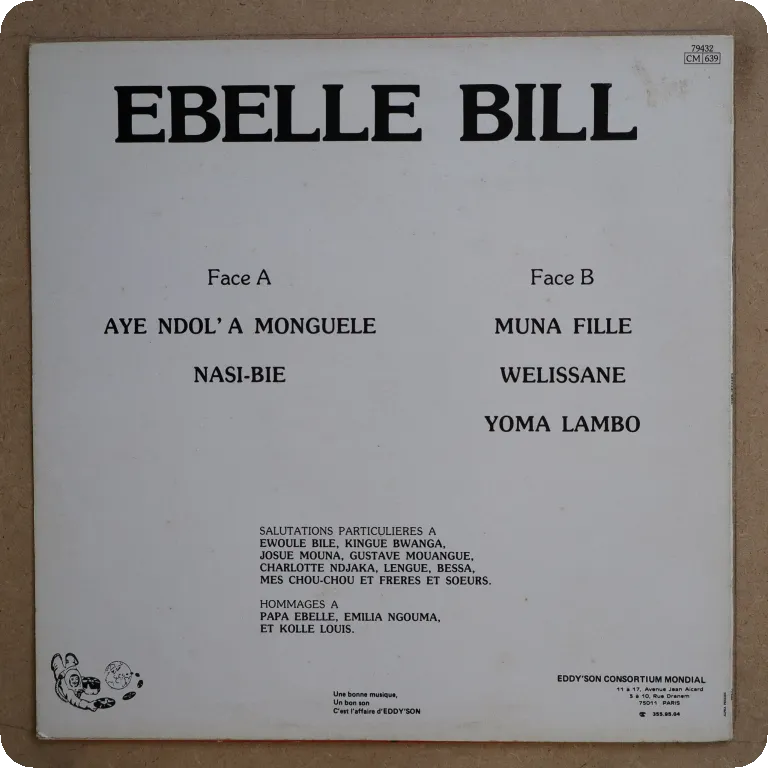 79432
CM 639
EBELLE BILL
Face A
AYE NDOL' A MONGUELE
NASI-BIE
Face B
MUNA FILLE
WELISSANE
YOMA LAMBO
SALUTATIONS PARTICULIERES A
EWOULE BILE, KINGUE BWANGA,
JOSUE MOUNA, GUSTAVE MOUANGUE,
CHARLOTTE NDJAKA, LENGUE, BESSA,
MES CHOU-CHOU ET FRERES ET SOEURS.
HOMMAGES A
PAPA EBELLE, EMILIA NGOUMA,
ET KOLLE LOUIS.
Une bonne musique,
Un bon son
C'est l'affaire d'EDDY'SON
EDDY'SON CONSORTIUM MONDIAL
11 à 17, Avenue Jean Aicard
5 à 10, Rue Dranem
75011 PARIS
355.95.04